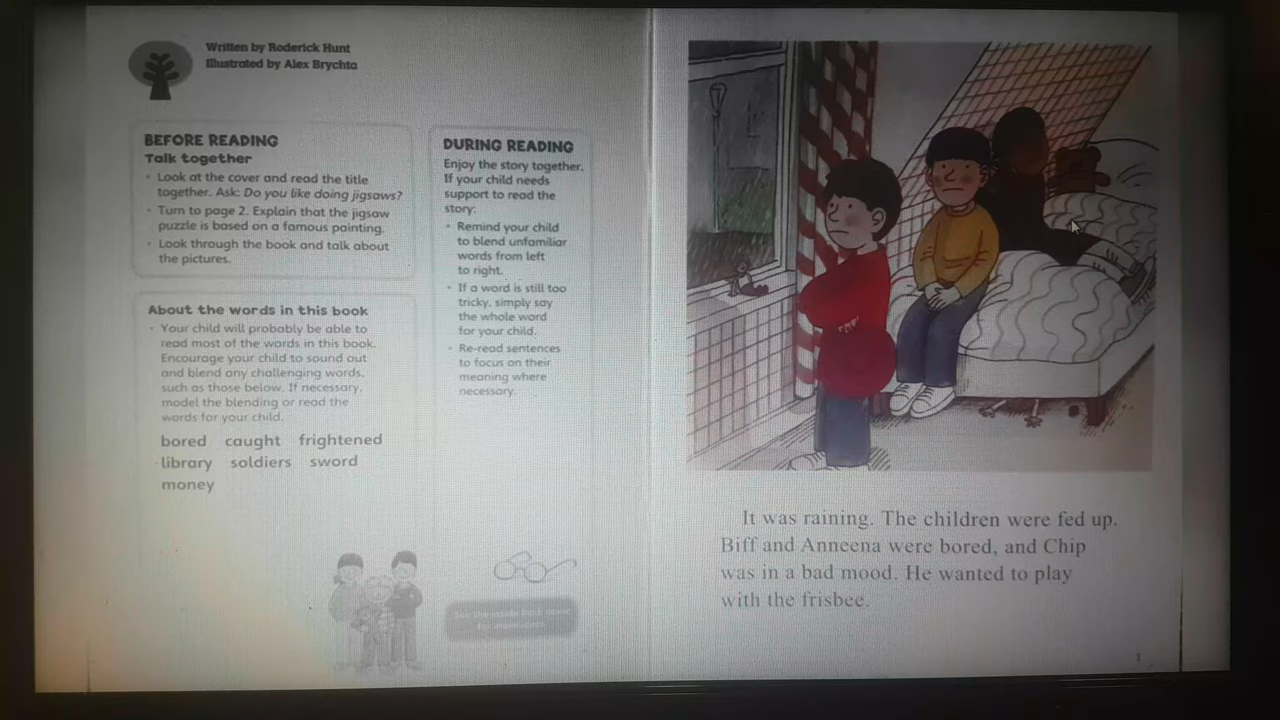 Written by Roderick Hunt
Illustrated by Alex Brychta
BEFORE READING
Talk together
• Look at the cover and read the title
together. Ask: Do you like doing jigsaws?
• Turn to page 2. Explain that the jigsaw
puzzle is based on a famous painting.
• Look through the book and talk about
the pictures.
About the words in this book
• Your child will probably be able to
read most of the words in this book.
Encourage your child to sound out
and blend any challenging words,
such as those below. If necessary,
model the blending or read the
words for your child.
bored caught frightened
library soldiers sword
money
DURING READING
Enjoy the story together.
If your child needs
support to read the
story:
• Remind your child
to blend unfamiliar
words from left
to right.
• If a word is still too
tricky, simply say
the whole word
for your child.
• Re-read sentences
to focus on their
meaning where
necessary.
It was raining. The children were fed up.
Biff and Anneena were bored, and Chip
was in a bad mood. He wanted to play
with the frisbee.
1